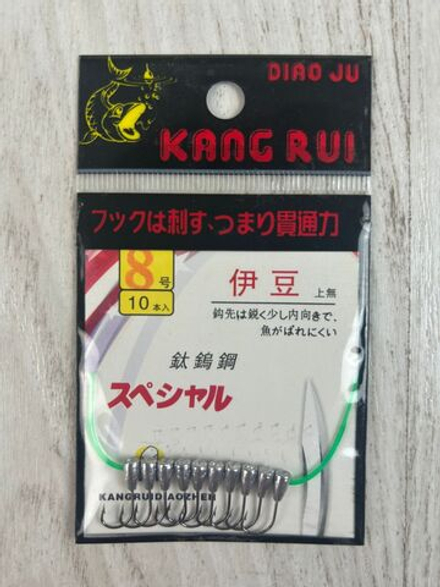 DIAO JU
KANG RUI
フックは刺す、つまり貫通力
8号
10本入
伊豆 上無
鈎先は鋭く少し内向きで、
魚がばれにくい
鈦鎢鋼
スペシャル
KANGRUIDIAOZHEN